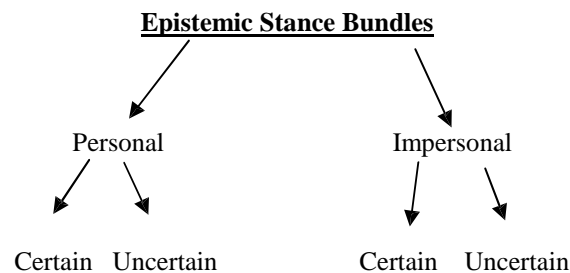 Epistemic Stance Bundles
Personal Impersonal
Certain Uncertain Certain Uncertain